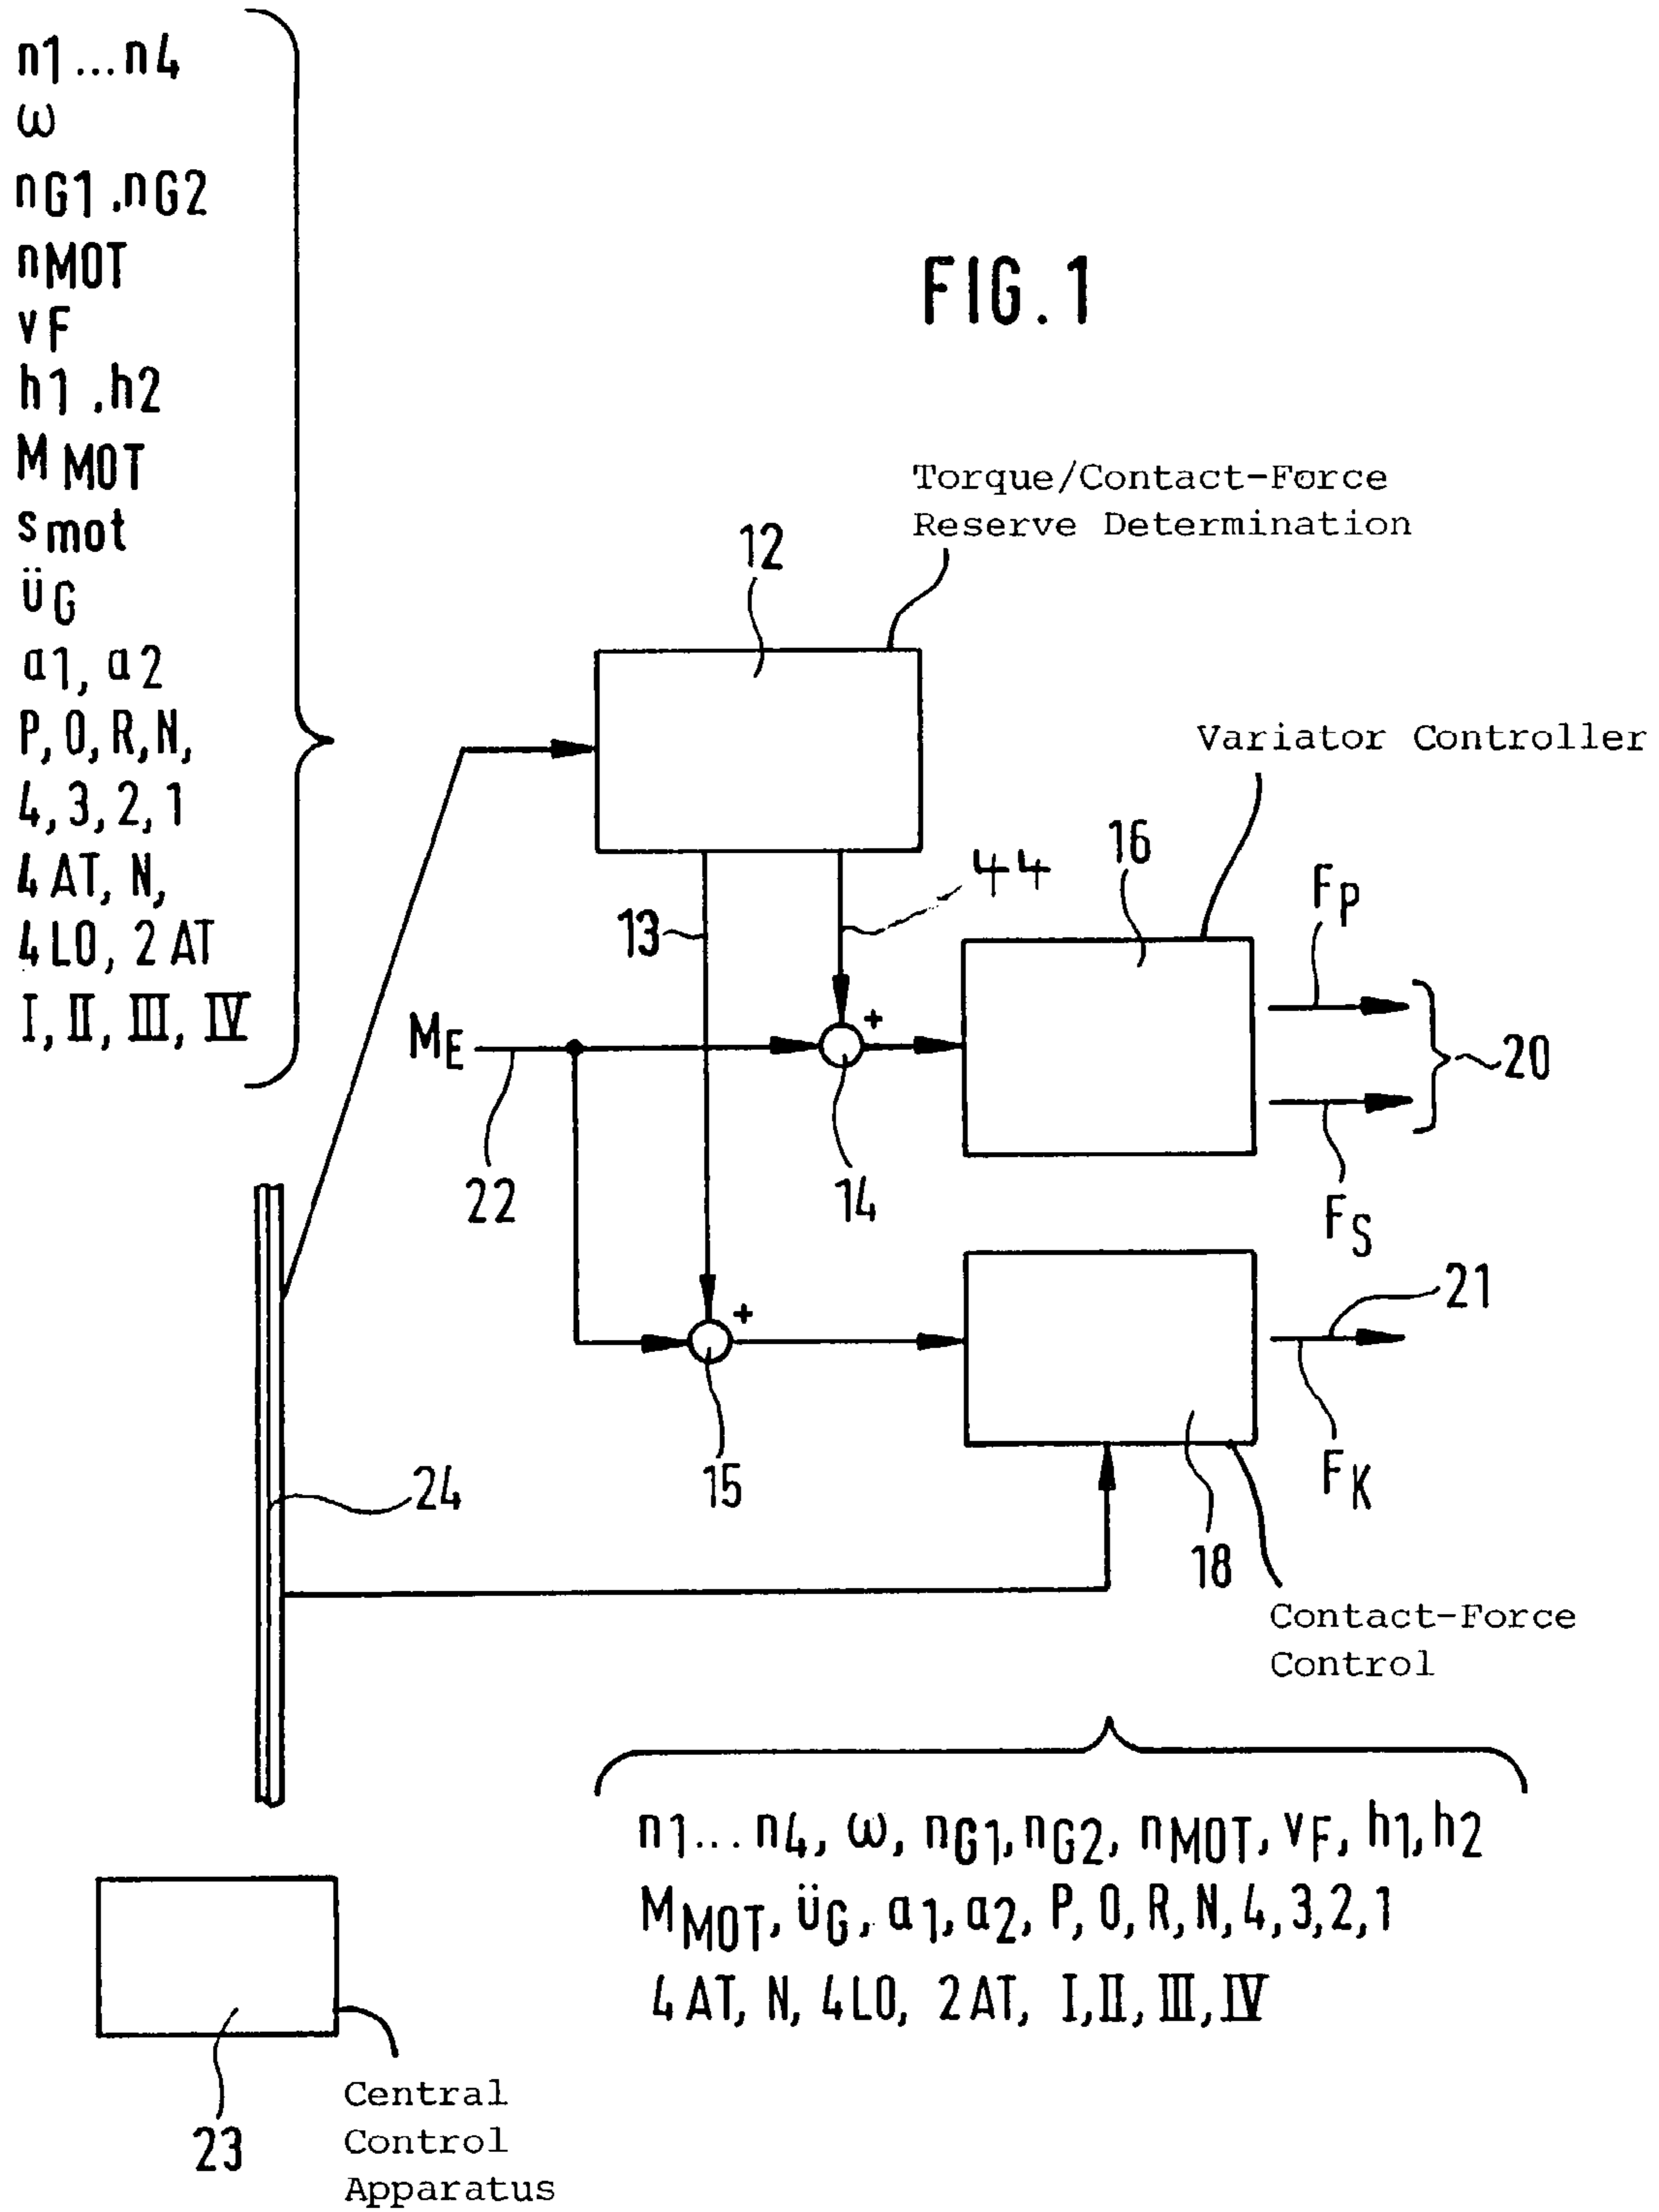 n1...n4
ω
nG1,nG2
nMOT
vF
h1,h2
MMOT
smot
üG
a1, a2
P, 0, R, N,
4, 3, 2, 1
4 AT, N,
4 L0, 2 AT
I, II, III, IV
FIG. 1
Torque/Contact-Force
Reserve Determination
12
Variator Controller
16
44
13
FP
ME
+
20
22
14
FS
21
+
15
FK
24
18
Contact-Force
Control
n1...n4, ω, nG1, nG2, nMOT, vF, h1, h2
MMOT, üG, a1, a2, P, 0, R, N, 4, 3, 2, 1
4 AT, N, 4 L0, 2 AT, I, II, III, IV
23
Central
Control
Apparatus